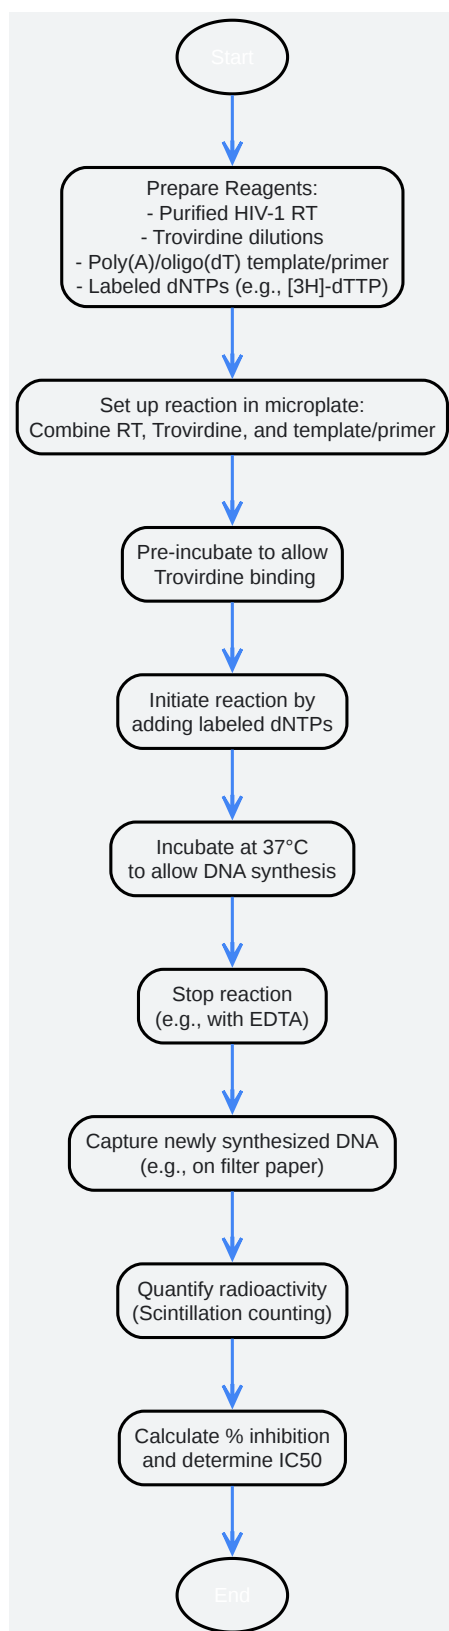 Start
Prepare Reagents:
- Purified HIV-1 RT
- Trovirdine dilutions
- Poly(A)/oligo(dT) template/primer
- Labeled dNTPs (e.g., [3H]-dTTP)
Set up reaction in microplate:
Combine RT, Trovirdine, and template/primer
Pre-incubate to allow
Trovirdine binding
Initiate reaction by
adding labeled dNTPs
Incubate at 37°C
to allow DNA synthesis
Stop reaction
(e.g., with EDTA)
Capture newly synthesized DNA
(e.g., on filter paper)
Quantify radioactivity
(Scintillation counting)
Calculate % inhibition
and determine IC50
End